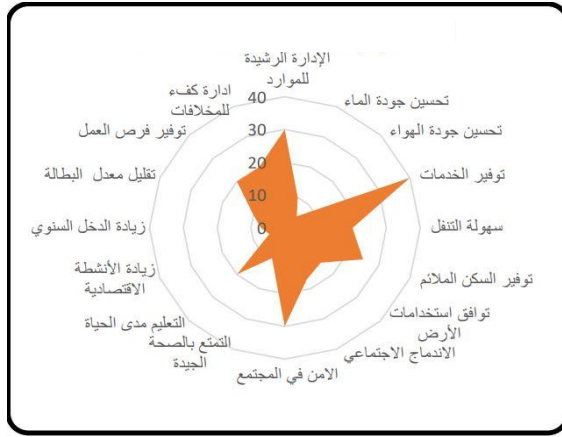 الإدارة الرشيدة
للموارد
تحسين جودة الماء
تحسين جودة الهواء
توفير الخدمات
سهولة التنقل
توفير السكن الملائم
توافق استخدامات
الأرض
الاندماج الاجتماعي
الامن في المجتمع
التمتع بالصحة
الجيدة
التعليم مدى الحياة
زيادة الأنشطة
الاقتصادية
زيادة الدخل السنوي
تقليل معدل البطالة
توفير فرص العمل
ادارة كفء
للمخلافات
40
30
20
10
0